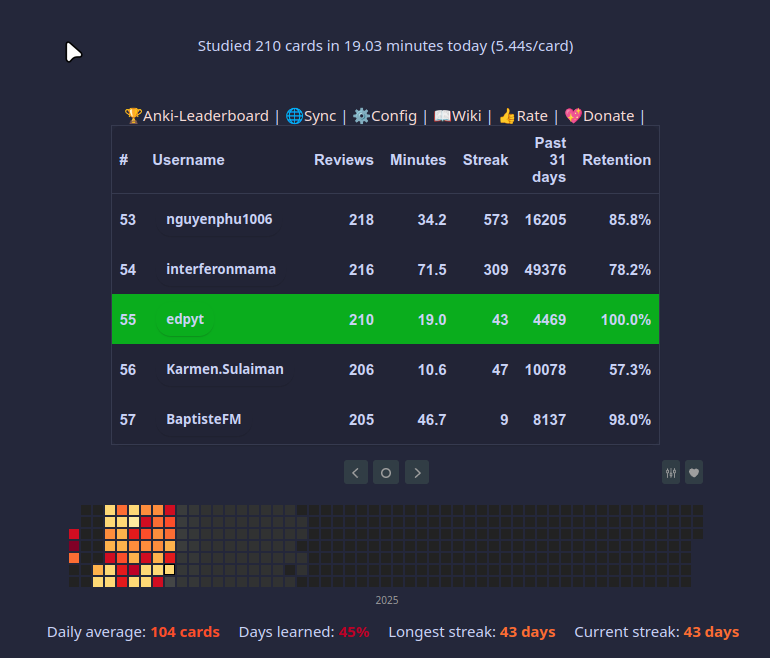 Studied 210 cards in 19.03 minutes today (5.44s/card)
🏆Anki-Leaderboard | 🌐Sync | ⚙️Config | 📖Wiki | 👍Rate | 💖Donate |
# Username Reviews Minutes Streak Past 31 days Retention
53 nguyenphu1006 218 34.2 573 16205 85.8%
54 interferonmama 216 71.5 309 49376 78.2%
55 edpyt 210 19.0 43 4469 100.0%
56 Karmen.Sulaiman 206 10.6 47 10078 57.3%
57 BaptisteFM 205 46.7 9 8137 98.0%
2025
Daily average: 104 cards Days learned: 45% Longest streak: 43 days Current streak: 43 days